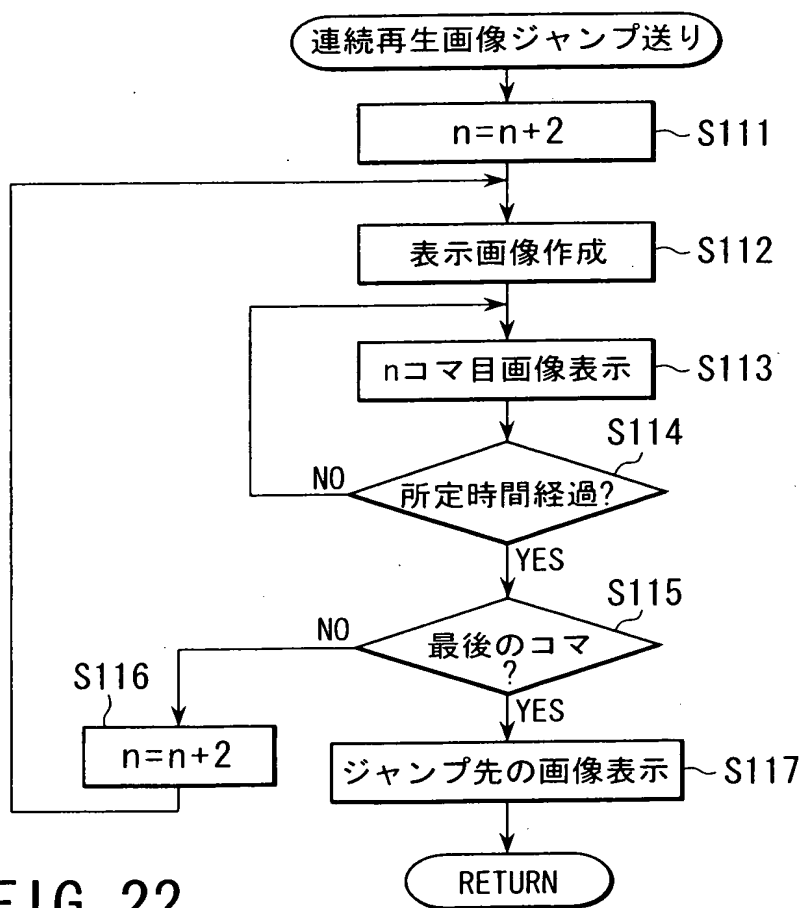 連続再生画像ジャンプ送り
n=n+2
S111
表示画像作成
S112
nコマ目画像表示
S113
S114
所定時間経過?
NO
YES
S115
最後のコマ
?
NO
YES
S116
n=n+2
ジャンプ先の画像表示
S117
RETURN
FIG. 22